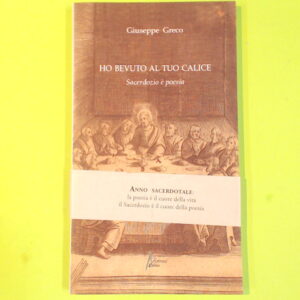 Giuseppe Greco
HO BEVUTO AL TUO CALICE
Sacerdozio è poesia
ANNO SACERDOTALE:
la poesia è il cuore della vita
il Sacerdozio è il cuore della poesia